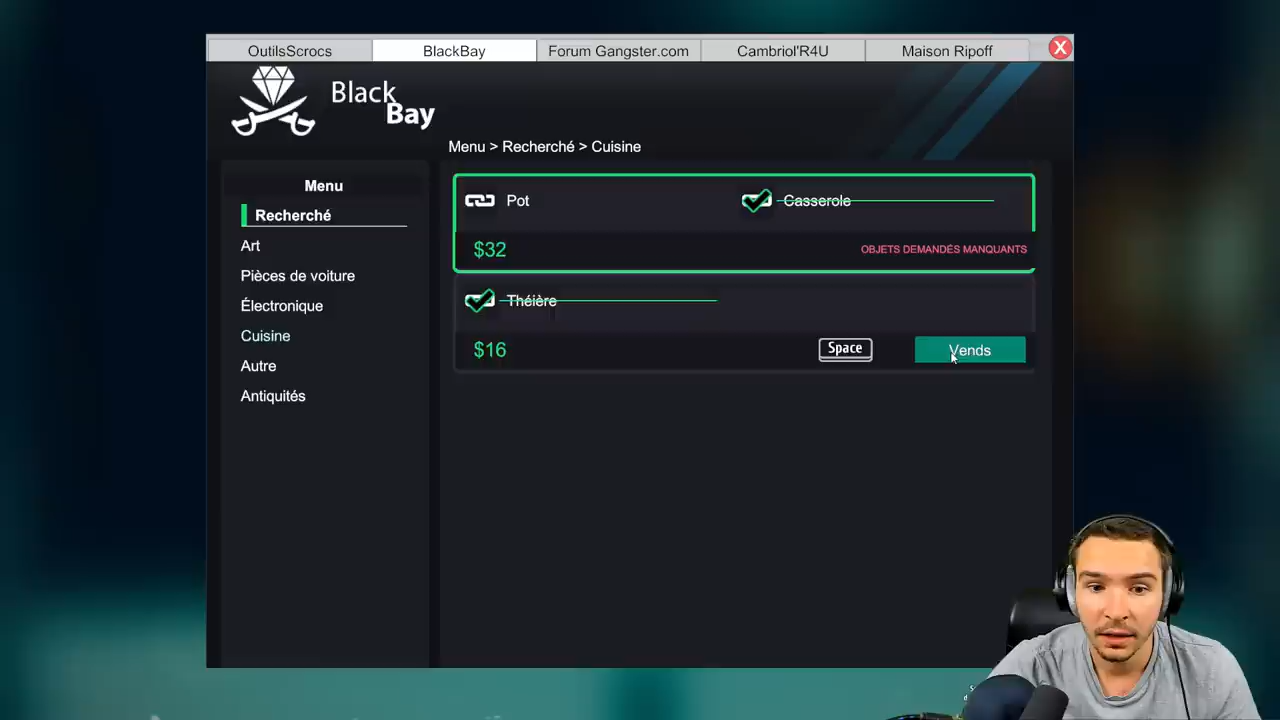 OutilsScrocs
BlackBay
Forum Gangster.com
Cambriol'R4U
Maison Ripoff
X
Black
Bay
Menu > Recherché > Cuisine
Menu
Recherché
Art
Pièces de voiture
Électronique
Cuisine
Autre
Antiquités
Pot
Casserole
$32
OBJETS DEMANDÉS MANQUANTS
Théière
$16
Space
Vends